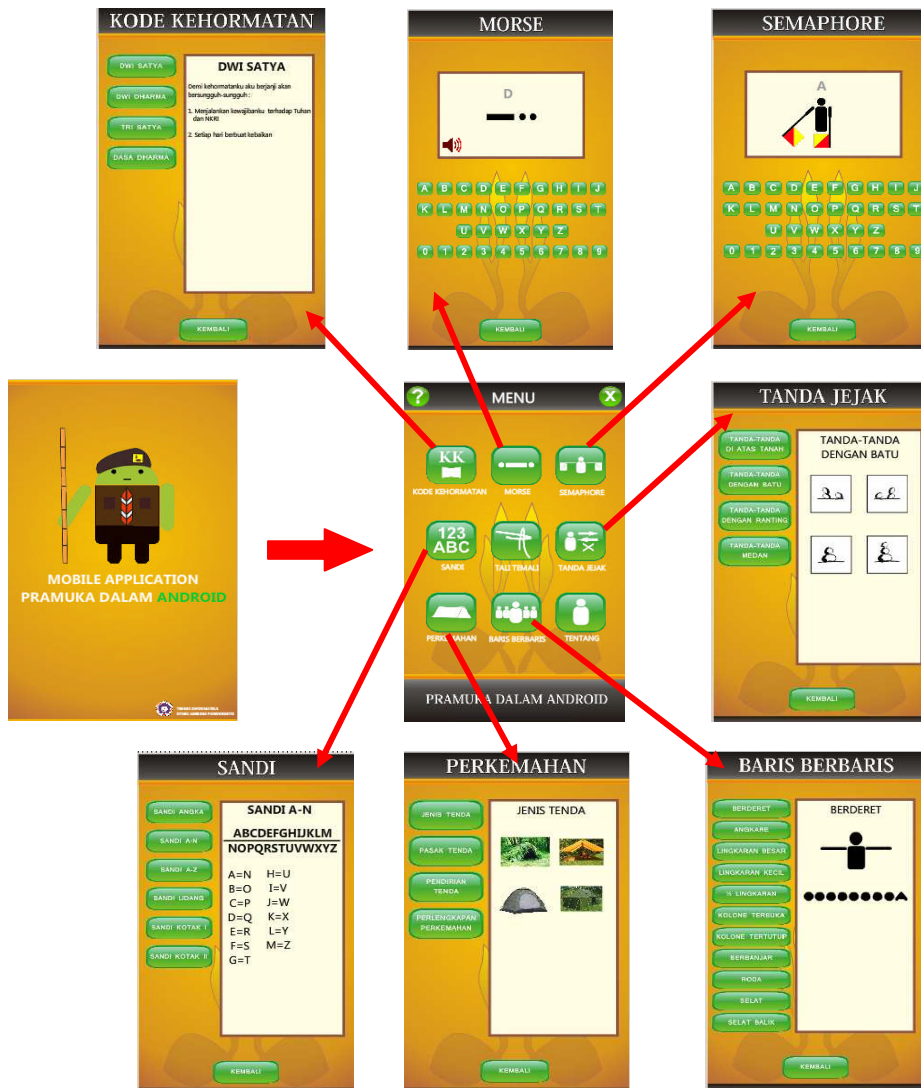 KODE KEHORMATAN
DWI SATYA
DWI DHARMA
TRI SATYA
DASA DHARMA
DWI SATYA
Demi kehormatanku aku berjanji akan
bersungguh-sungguh :
1. Menjalankan kewajibanku terhadap Tuhan
dan NKRI
2. Setiap hari berbuat kebaikan
KEMBALI
MORSE
D
A B C D E F G H I J
K L M N O P Q R S T
U V W X Y Z
0 1 2 3 4 5 6 7 8 9
KEMBALI
SEMAPHORE
A
A B C D E F G H I J
K L M N O P Q R S T
U V W X Y Z
0 1 2 3 4 5 6 7 8 9
KEMBALI
MOBILE APPLICATION
PRAMUKA DALAM ANDROID
? MENU X
KK
KODE KEHORMATAN MORSE SEMAPHORE
123
ABC
SANDI TALI TEMALI TANDA JEJAK
PERKEMAHAN BARIS BERBARIS TENTANG
PRAMUKA DALAM ANDROID
TANDA JEJAK
TANDA-TANDA
DI ATAS TANAH
TANDA-TANDA
DENGAN BATU
TANDA-TANDA
DENGAN RANTING
TANDA-TANDA
MEDAN
TANDA-TANDA
DENGAN BATU
KEMBALI
SANDI
SANDI ANGKA
SANDI A-N
SANDI A-Z
SANDI UDANG
SANDI KOTAK I
SANDI KOTAK II
SANDI A-N
ABCDEFGHIJKLM
NOPQRSTUVWXYZ
A=N H=U
B=O I=V
C=P J=W
D=Q K=X
E=R L=Y
F=S M=Z
G=T
KEMBALI
PERKEMAHAN
JENIS TENDA
PASAK TENDA
PENDIRIAN
TENDA
PERLENGKAPAN
PERKEMAHAN
JENIS TENDA
KEMBALI
BARIS BERBARIS
BERDERET
ANGKARE
LINGKARAN BESAR
LINGKARAN KECIL
½ LINGKARAN
KOLONE TERBUKA
KOLONE TERTUTUP
BERBANJAR
RODA
SELAT
SELAT BALIK
BERDERET
KEMBALI